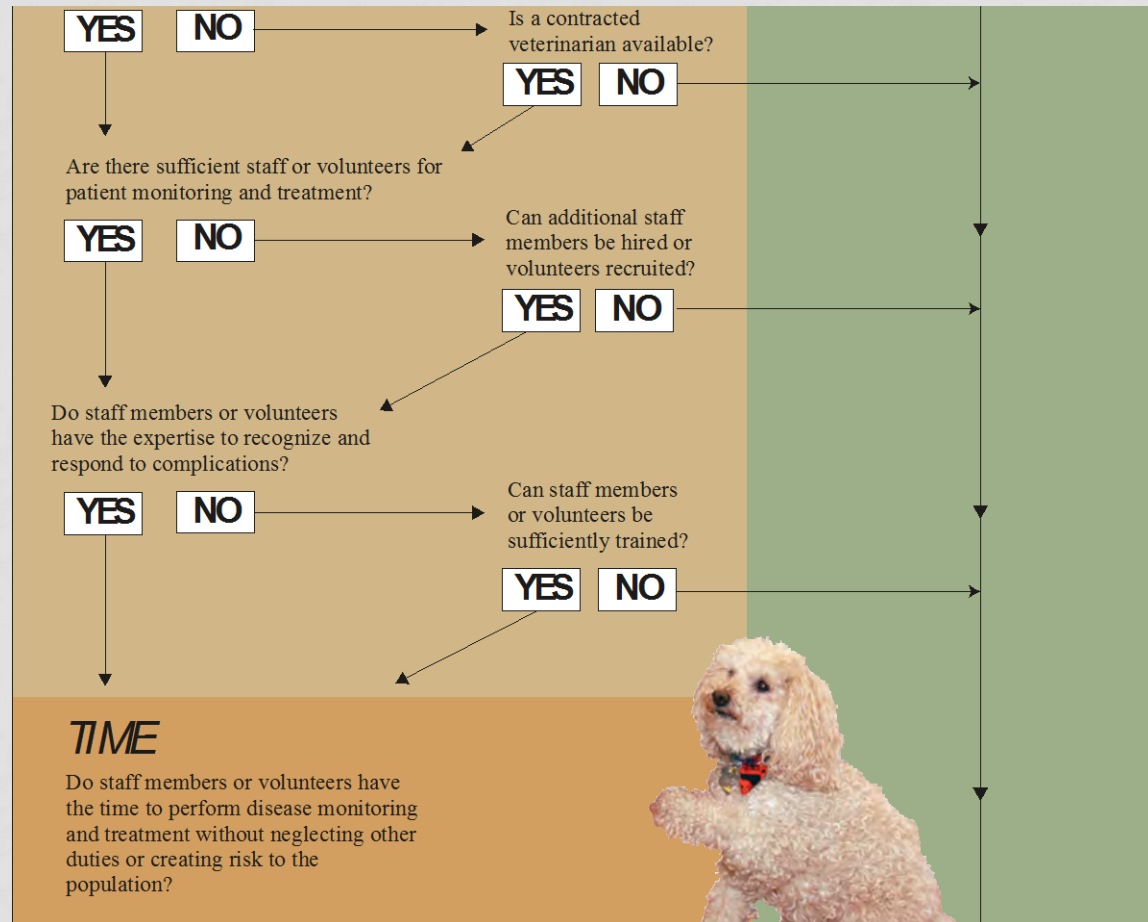 YES NO
Is a contracted
veterinarian available?
YES NO
Are there sufficient staff or volunteers for
patient monitoring and treatment?
YES NO
Can additional staff
members be hired or
volunteers recruited?
YES NO
Do staff members or volunteers
have the expertise to recognize and
respond to complications?
YES NO
Can staff members
or volunteers be
sufficiently trained?
YES NO
TIME
Do staff members or volunteers have
the time to perform disease monitoring
and treatment without neglecting other
duties or creating risk to the
population?